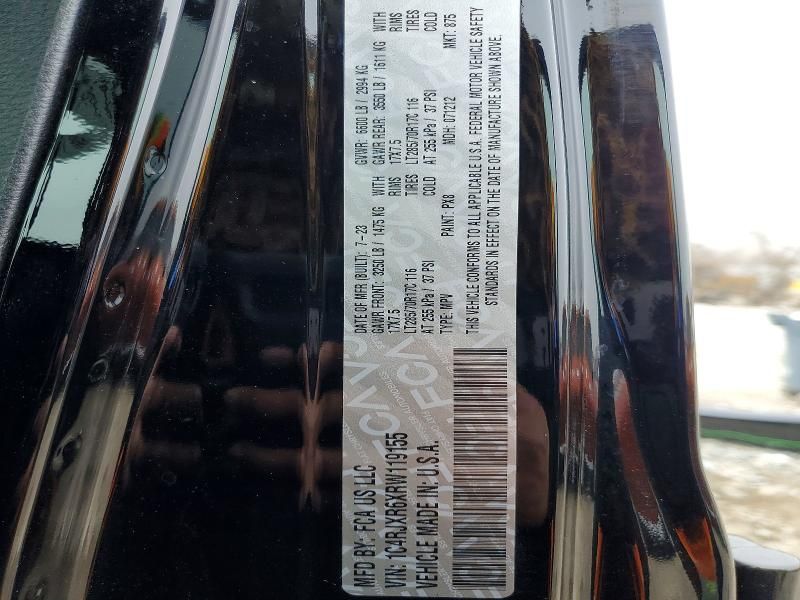 MFD BY: FCA US LLC
DATE OF MFR (BUILT): 7-23
GVWR: 6600 LB / 2994 KG
VIN: 1C4RJXR6XRW119155
GAWR FRONT: 3250 LB / 1475 KG WITH
GAWR REAR: 3550 LB / 1611 KG WITH
17X7.5 RIMS
17X7.5 RIMS
LT285/70R17C 116 TIRES
LT285/70R17C 116 TIRES
VEHICLE MADE IN: U.S.A.
AT 255 kPa / 37 PSI COLD
AT 255 kPa / 37 PSI COLD
TYPE: MPV
PAINT: PX8
MDH: 071212
MKT: 875
THIS VEHICLE CONFORMS TO ALL APPLICABLE U.S.A. FEDERAL MOTOR VEHICLE SAFETY
STANDARDS IN EFFECT ON THE DATE OF MANUFACTURE SHOWN ABOVE.